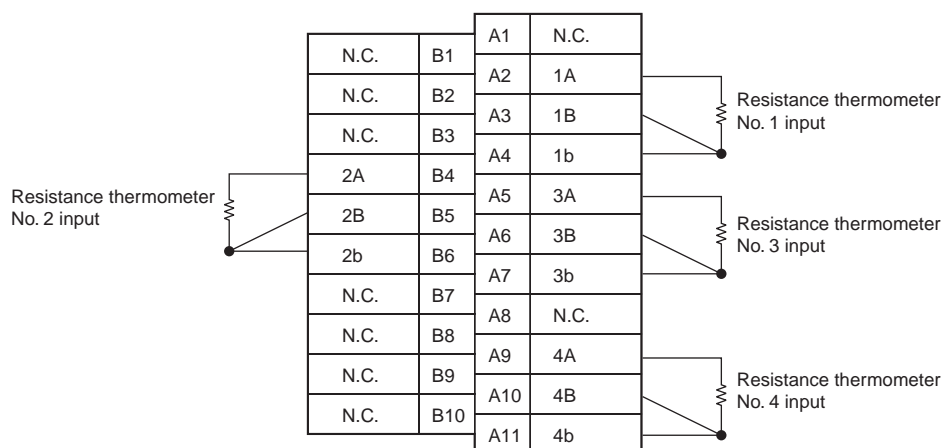 A1 N.C.
N.C. B1
A2 1A
N.C. B2
A3 1B
N.C. B3
A4 1b
2A B4
A5 3A
2B B5
A6 3B
2b B6
A7 3b
N.C. B7
A8 N.C.
N.C. B8
A9 4A
N.C. B9
A10 4B
N.C. B10
A11 4b
Resistance thermometer
No. 1 input
Resistance thermometer
No. 2 input
Resistance thermometer
No. 3 input
Resistance thermometer
No. 4 input